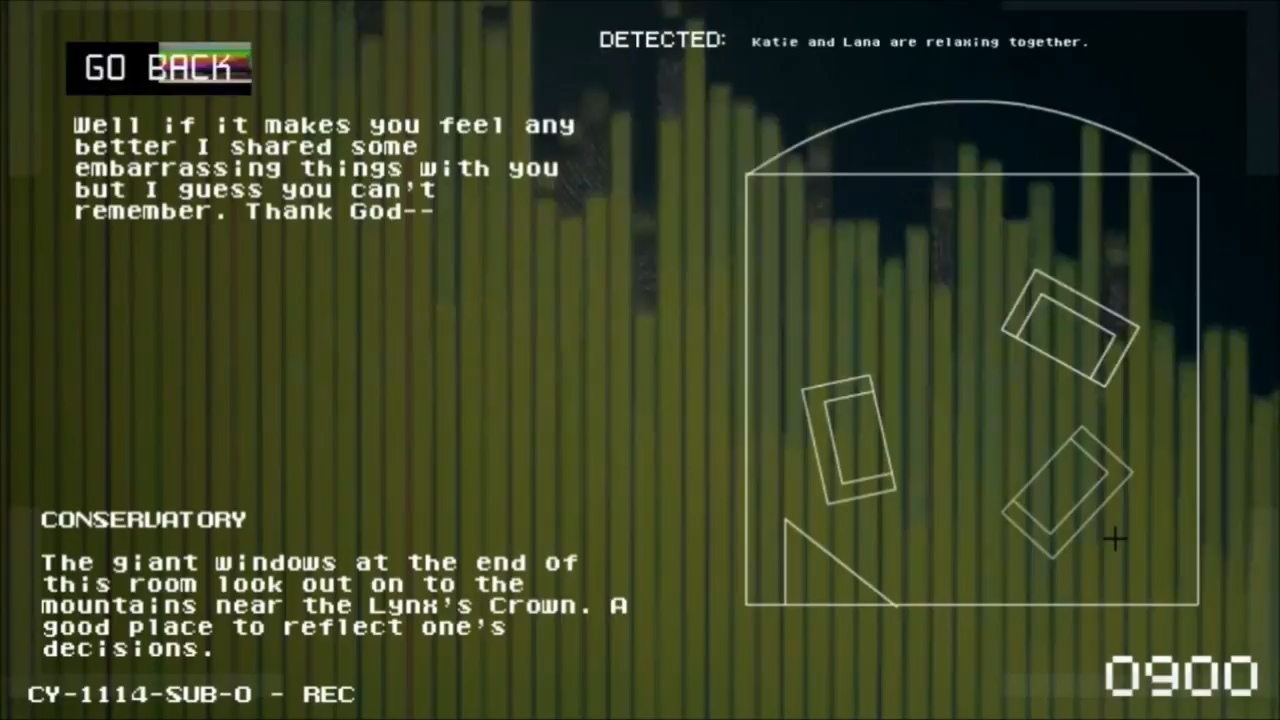 GO BACK
DETECTED: Katie and Lana are relaxing together.
Well if it makes you feel any
better I shared some
embarrassing things with you
but I guess you can't
remember. Thank God--
CONSERVATORY
The giant windows at the end of
this room look out on to the
mountains near the Lynx's Crown. A
good place to reflect one's
decisions.
CY-1114-SUB-O - REC
0900